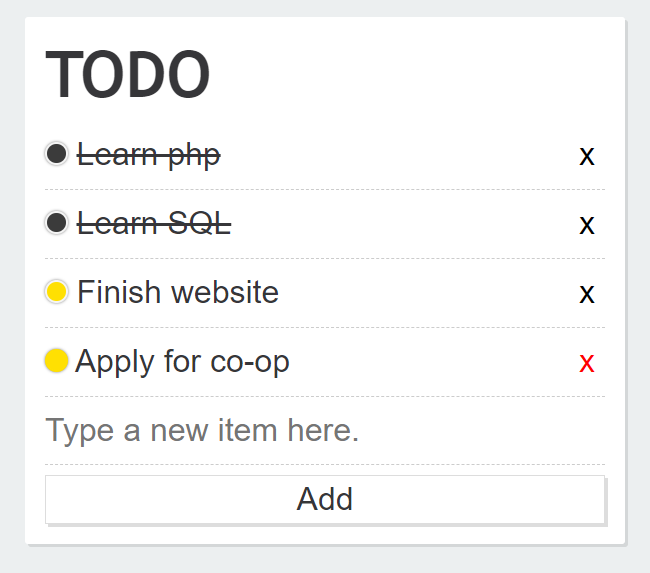 TODO
Learn php x
Learn SQL x
Finish website x
Apply for co-op x
Type a new item here.
Add